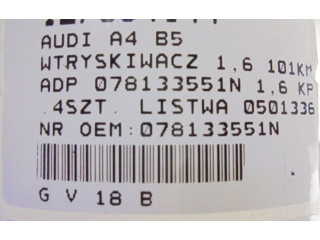 AUDI A4 B5
WTRYSKIWACZ 1,6 101KM
ADP 078133551N 1,6 KP
.4SZT. LISTWA 0501336
NR OEM:078133551N
G V 18 B